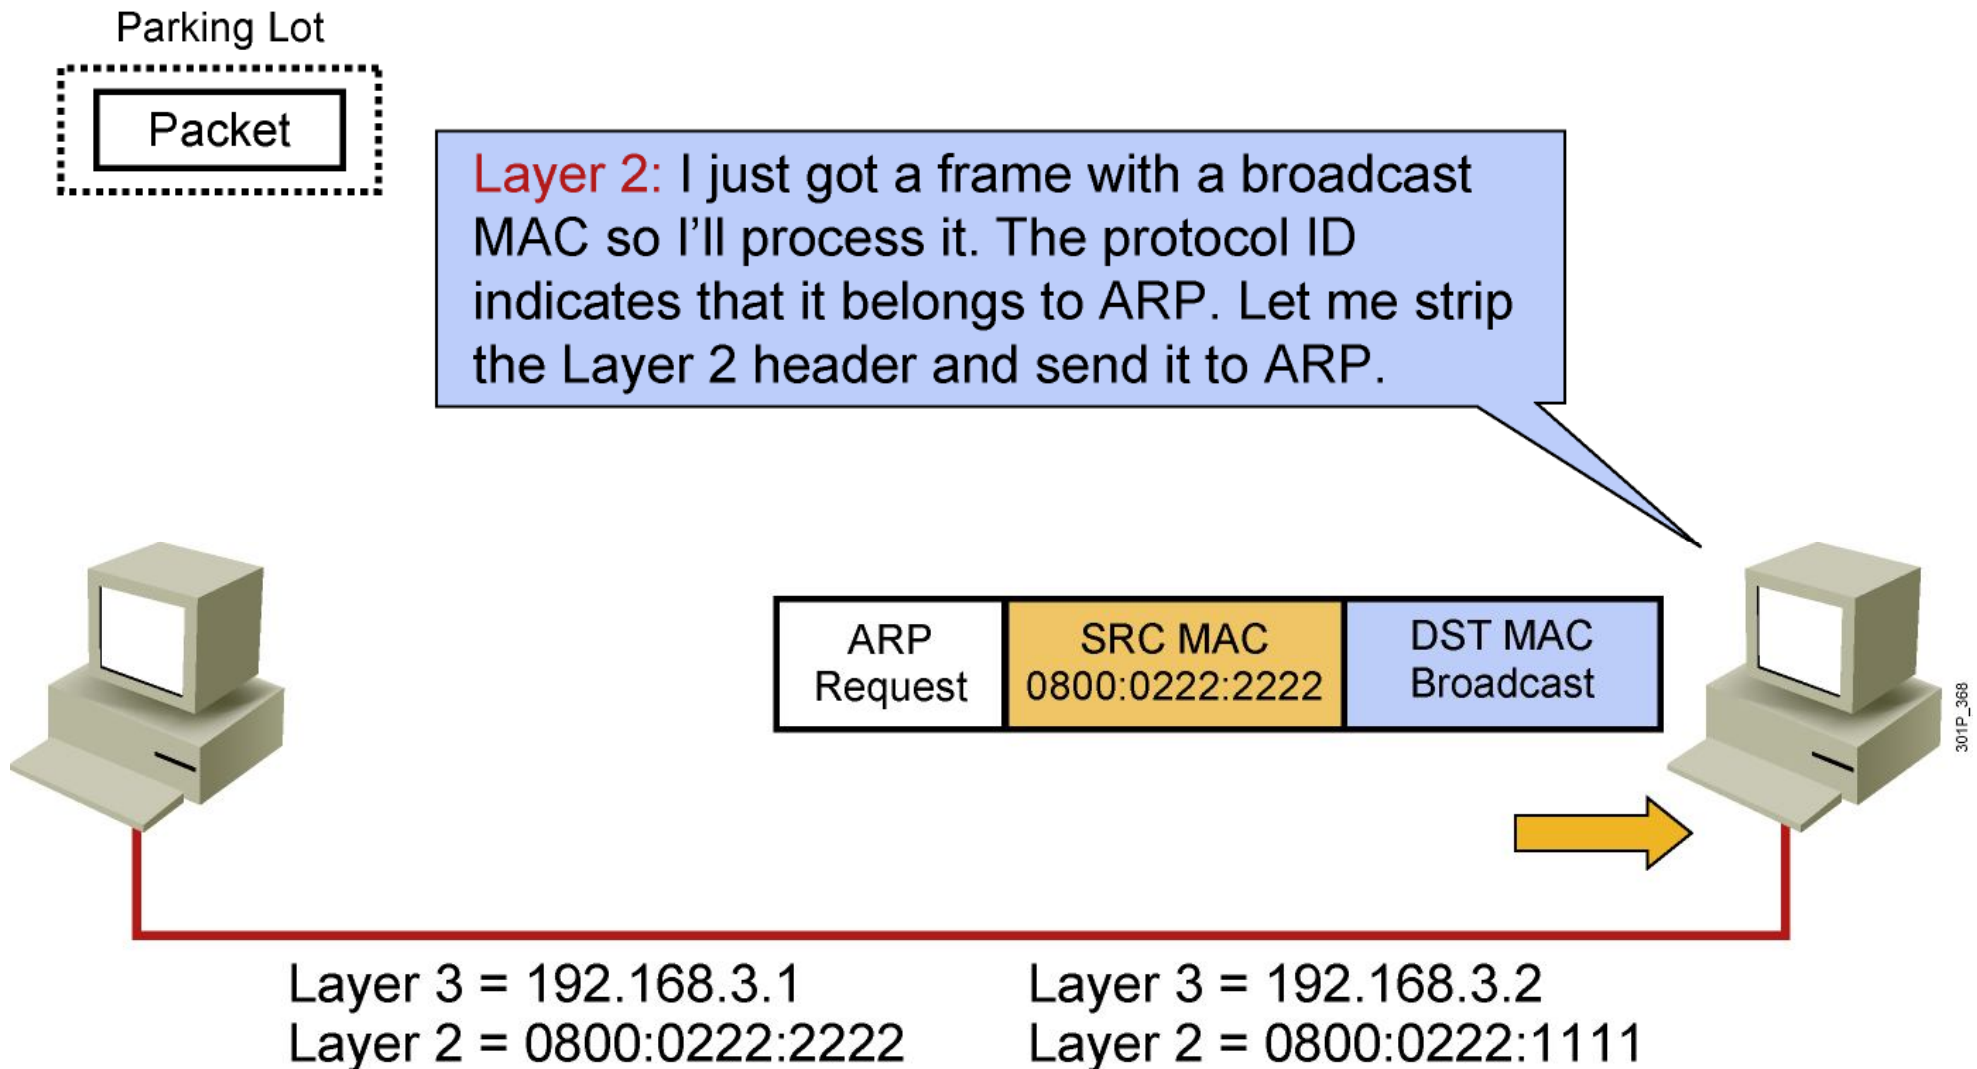 Parking Lot
Packet
Layer 2: I just got a frame with a broadcast
MAC so I'll process it. The protocol ID
indicates that it belongs to ARP. Let me strip
the Layer 2 header and send it to ARP.
ARP
Request
SRC MAC
0800:0222:2222
DST MAC
Broadcast
301P_368
Layer 3 = 192.168.3.1
Layer 2 = 0800:0222:2222
Layer 3 = 192.168.3.2
Layer 2 = 0800:0222:1111